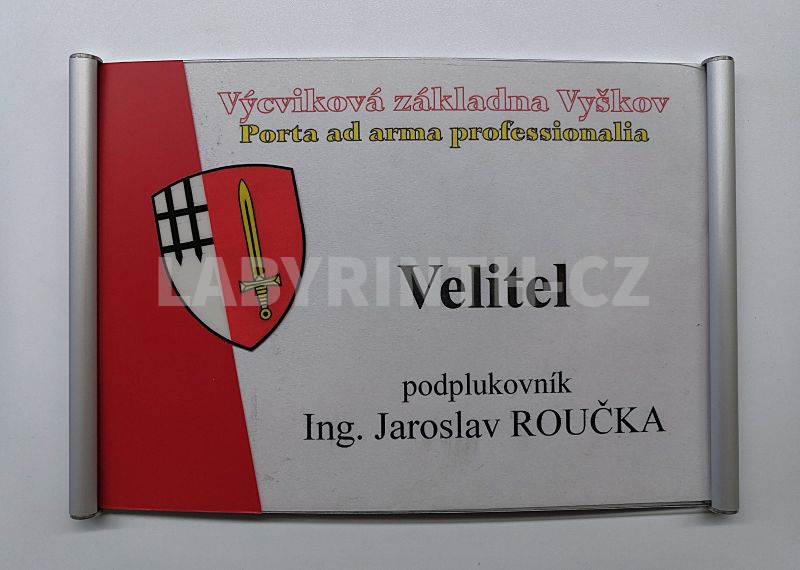 Výcviková základna Vyškov
Porta ad arma professionalia
LABYRINTH-CZ
Velitel
podplukovník
Ing. Jaroslav ROUČKA